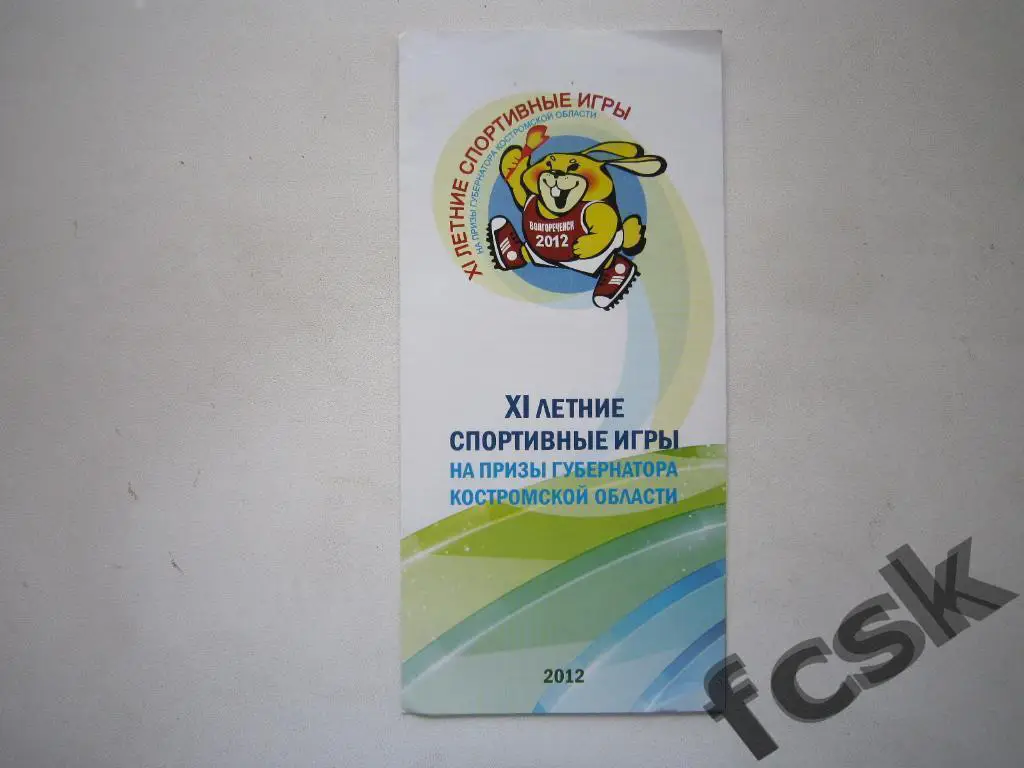 XI ЛЕТНИЕ СПОРТИВНЫЕ ИГРЫ
НА ПРИЗЫ ГУБЕРНАТОРА КОСТРОМСКОЙ ОБЛАСТИ
ВОЛГОРЕЧЕНСК
2012
XI ЛЕТНИЕ
СПОРТИВНЫЕ ИГРЫ
НА ПРИЗЫ ГУБЕРНАТОРА
КОСТРОМСКОЙ ОБЛАСТИ
2012
fcsk